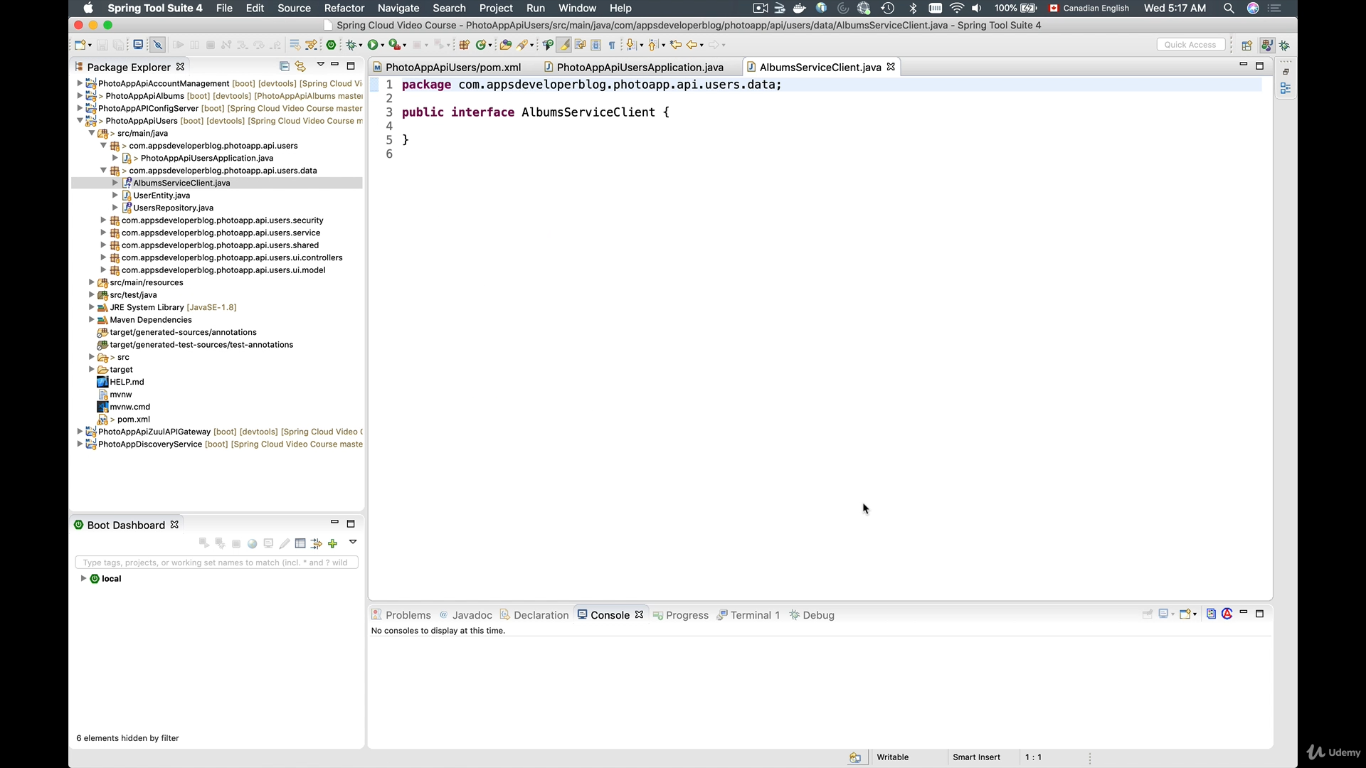 Spring Tool Suite 4 File Edit Source Refactor Navigate Search Project Run Window Help 100% Canadian English Wed 5:17 AM
Spring Cloud Video Course - PhotoAppApiUsers/src/main/java/com/appsdeveloperblog/photoapp/api/users/data/AlbumsServiceClient.java - Spring Tool Suite 4
Quick Access
Package Explorer
PhotoAppApiUsers/pom.xml PhotoAppApiUsersApplication.java AlbumsServiceClient.java
PhotoAppApiAccountManagement [boot] [devtools] [Spring Cloud Vi
> PhotoAppApiAlbums [boot] [devtools] [PhotoAppApiAlbums master
PhotoAppAPIConfigServer [boot] [Spring Cloud Video Course master
> PhotoAppApiUsers [boot] [devtools] [Spring Cloud Video Course m
> src/main/java
> com.appsdeveloperblog.photoapp.api.users
> PhotoAppApiUsersApplication.java
> com.appsdeveloperblog.photoapp.api.users.data
AlbumsServiceClient.java
UserEntity.java
UsersRepository.java
com.appsdeveloperblog.photoapp.api.users.security
com.appsdeveloperblog.photoapp.api.users.service
com.appsdeveloperblog.photoapp.api.users.shared
com.appsdeveloperblog.photoapp.api.users.ui.controllers
com.appsdeveloperblog.photoapp.api.users.ui.model
src/main/resources
src/test/java
JRE System Library [JavaSE-1.8]
Maven Dependencies
target/generated-sources/annotations
target/generated-test-sources/test-annotations
> src
target
HELP.md
mvnw
mvnw.cmd
> pom.xml
PhotoAppApiZuulAPIGateway [boot] [devtools] [Spring Cloud Video C
PhotoAppDiscoveryService [boot] [Spring Cloud Video Course maste
1 package com.appsdeveloperblog.photoapp.api.users.data;
2
3 public interface AlbumsServiceClient {
4
5 }
6
Boot Dashboard
Type tags, projects, or working set names to match (incl. * and ? wild
local
6 elements hidden by filter
Problems Javadoc Declaration Console Progress Terminal 1 Debug
No consoles to display at this time.
Writable Smart Insert 1 : 1
Udemy